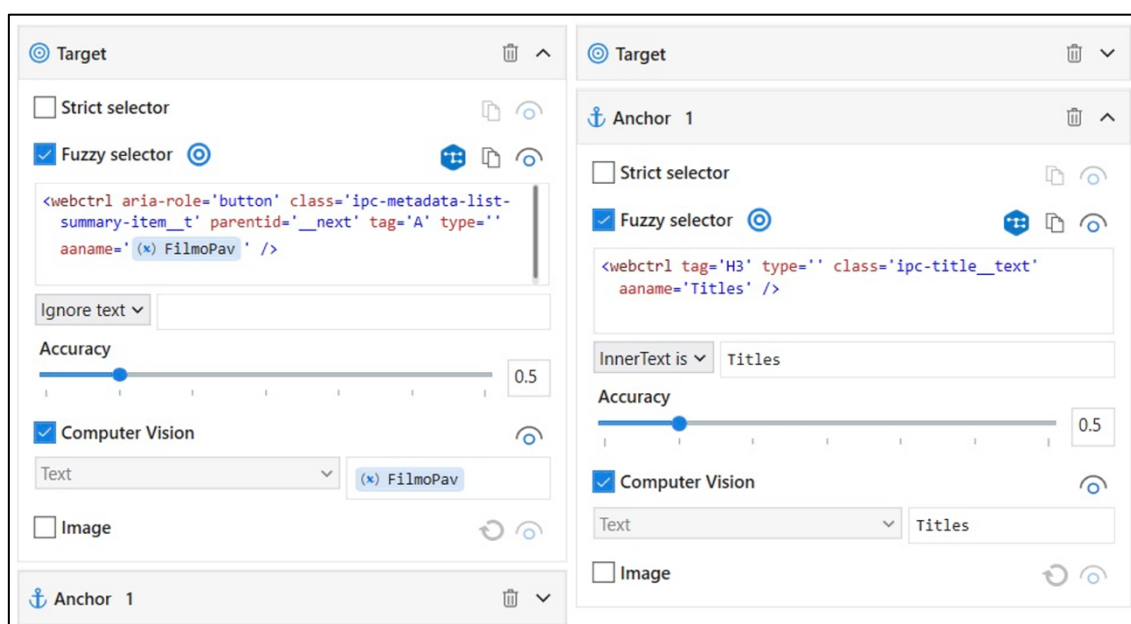 Target
Strict selector
Fuzzy selector
<webctrl aria-role='button' class='ipc-metadata-list-
summary-item__t' parentid='__next' tag='A' type=''
aaname=' (x) FilmoPav ' />
Ignore text
Accuracy
0.5
Computer Vision
Text
(x) FilmoPav
Image
Anchor 1
Target
Anchor 1
Strict selector
Fuzzy selector
<webctrl tag='H3' type='' class='ipc-title__text'
aaname='Titles' />
InnerText is
Titles
Accuracy
0.5
Computer Vision
Text
Titles
Image